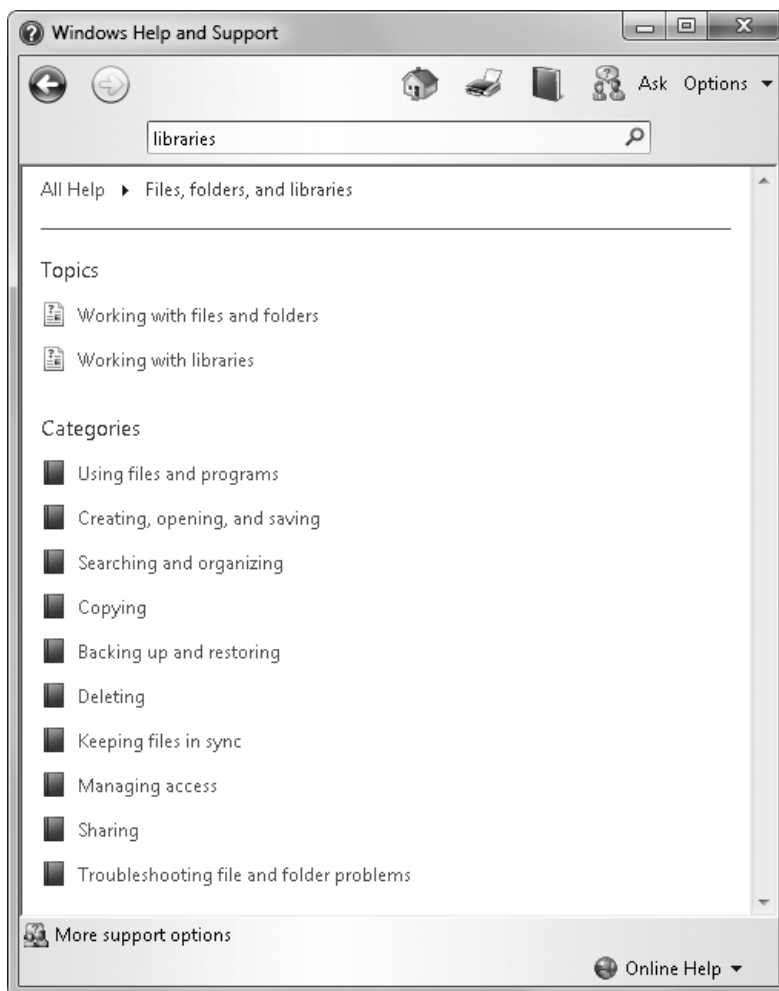 Windows Help and Support
Ask Options
libraries
All Help Files, folders, and libraries
Topics
Working with files and folders
Working with libraries
Categories
Using files and programs
Creating, opening, and saving
Searching and organizing
Copying
Backing up and restoring
Deleting
Keeping files in sync
Managing access
Sharing
Troubleshooting file and folder problems
More support options
Online Help